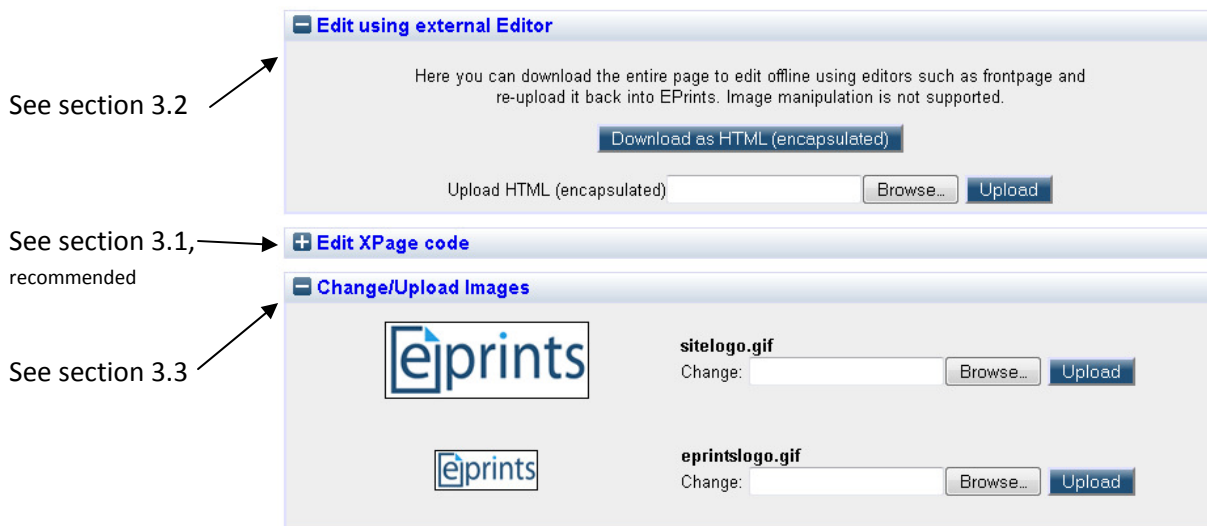 Edit using external Editor
Here you can download the entire page to edit offline using editors such as frontpage and
re-upload it back into EPrints. Image manipulation is not supported.
See section 3.2
Download as HTML (encapsulated)
Upload HTML (encapsulated) Browse... Upload
See section 3.1,
recommended
Edit XPage code
Change/Upload Images
eprints
sitelogo.gif
Change: Browse... Upload
See section 3.3
eprints
eprintslogo.gif
Change: Browse... Upload